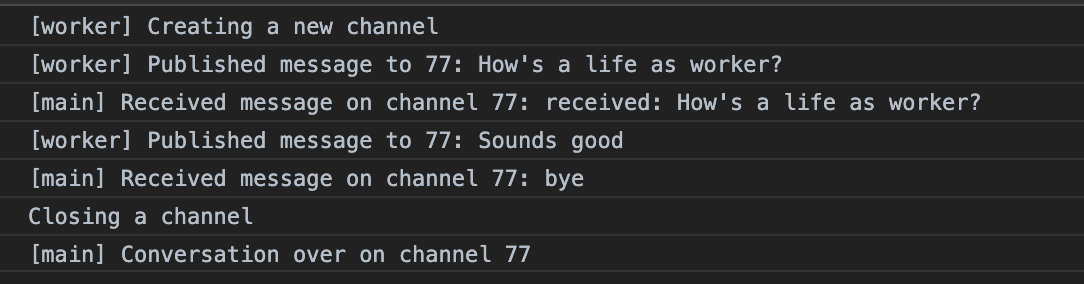 [worker] Creating a new channel
[worker] Published message to 77: How's a life as worker?
[main] Received message on channel 77: received: How's a life as worker?
[worker] Published message to 77: Sounds good
[main] Received message on channel 77: bye
Closing a channel
[main] Conversation over on channel 77